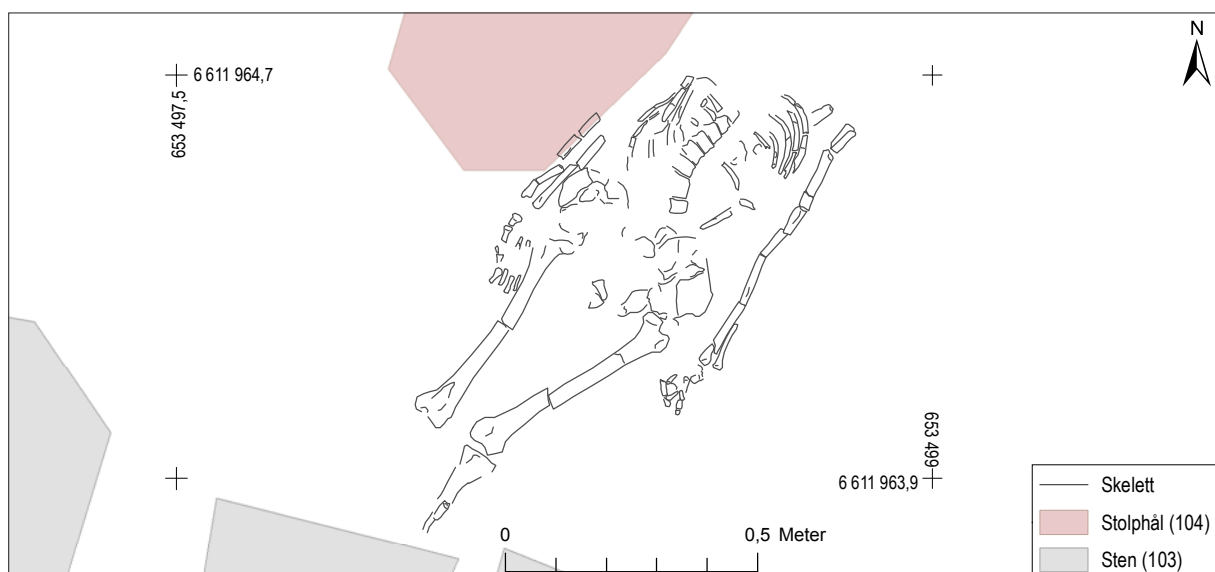 N
6 611 964,7
653 497,5
653 499
6 611 963,9
0 0,5 Meter
Skelett
Stolphål (104)
Sten (103)